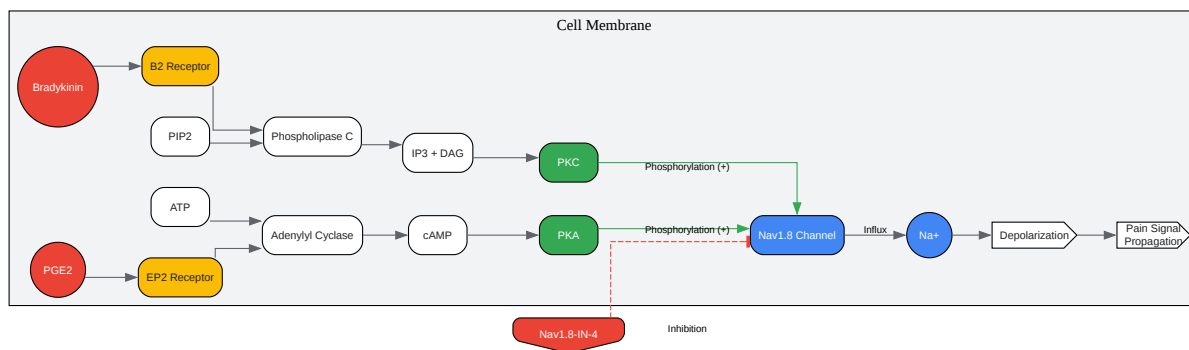 Cell Membrane
Bradykinin
B2 Receptor
PIP2
Phospholipase C
IP3 + DAG
PKC
Phosphorylation (+)
ATP
Adenylyl Cyclase
cAMP
PKA
Phosphorylation (+)
Nav1.8 Channel
Influx
Na+
Depolarization
Pain Signal
Propagation
PGE2
EP2 Receptor
Nav1.8-IN-4
Inhibition